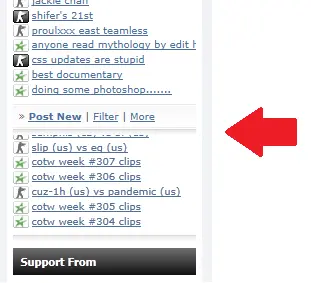 jackie chan
shifer's 21st
proulxxx east teamless
anyone read mythology by edit h
css updates are stupid
best documentary
doing some photoshop.......
» Post New | Filter | More
slip (us) vs eq (us)
cotw week #307 clips
cotw week #306 clips
cuz-1h (us) vs pandemic (us)
cotw week #305 clips
cotw week #304 clips
Support From